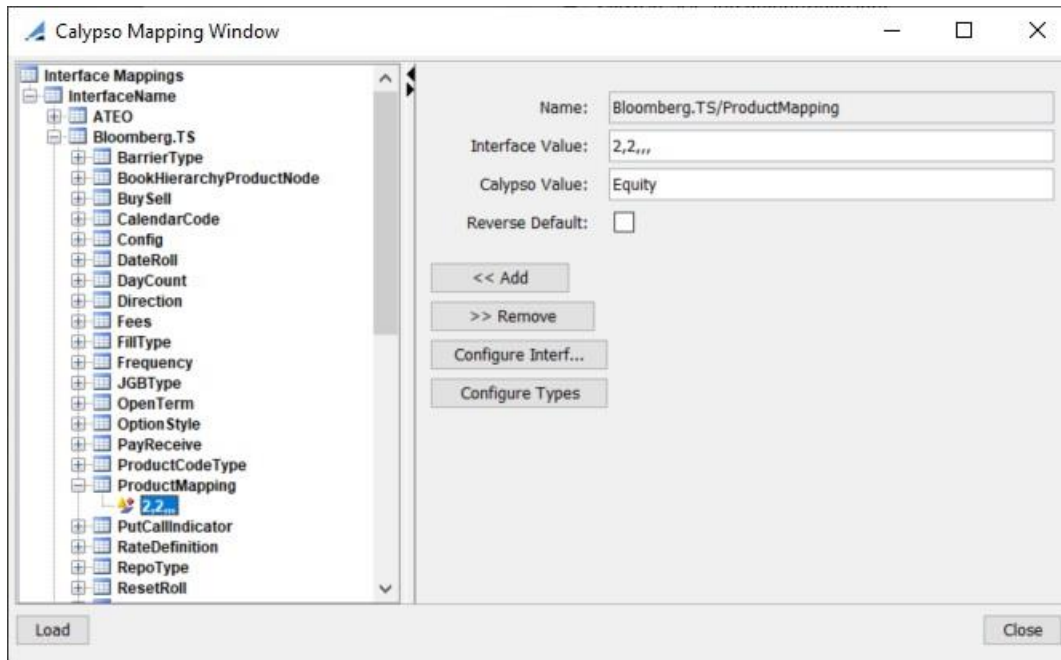 Calypso Mapping Window
Interface Mappings
InterfaceName
ATEO
Bloomberg.TS
BarrierType
BookHierarchyProductNode
BuySell
CalendarCode
Config
DateRoll
DayCount
Direction
Fees
FillType
Frequency
JGBType
OpenTerm
OptionStyle
PayReceive
ProductCodeType
ProductMapping
2,2,,,
PutCallIndicator
RateDefinition
RepoType
ResetRoll
Name: Bloomberg.TS/ProductMapping
Interface Value: 2,2,,,
Calypso Value: Equity
Reverse Default:
<< Add
>> Remove
Configure Interf...
Configure Types
Load
Close